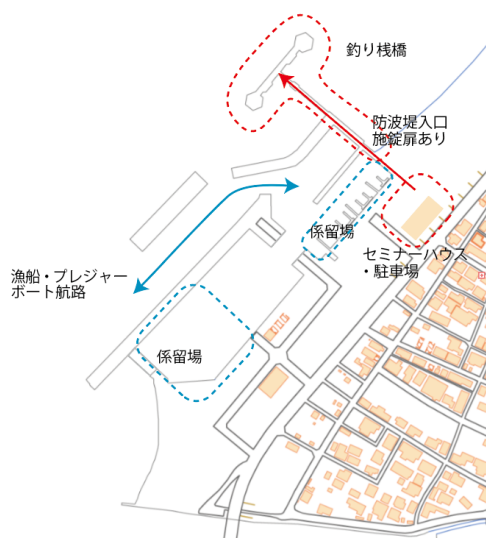 釣り桟橋
防波堤入口
施錠扉あり
係留場
セミナーハウス
・駐車場
漁船・プレジャー
ボート航路
係留場